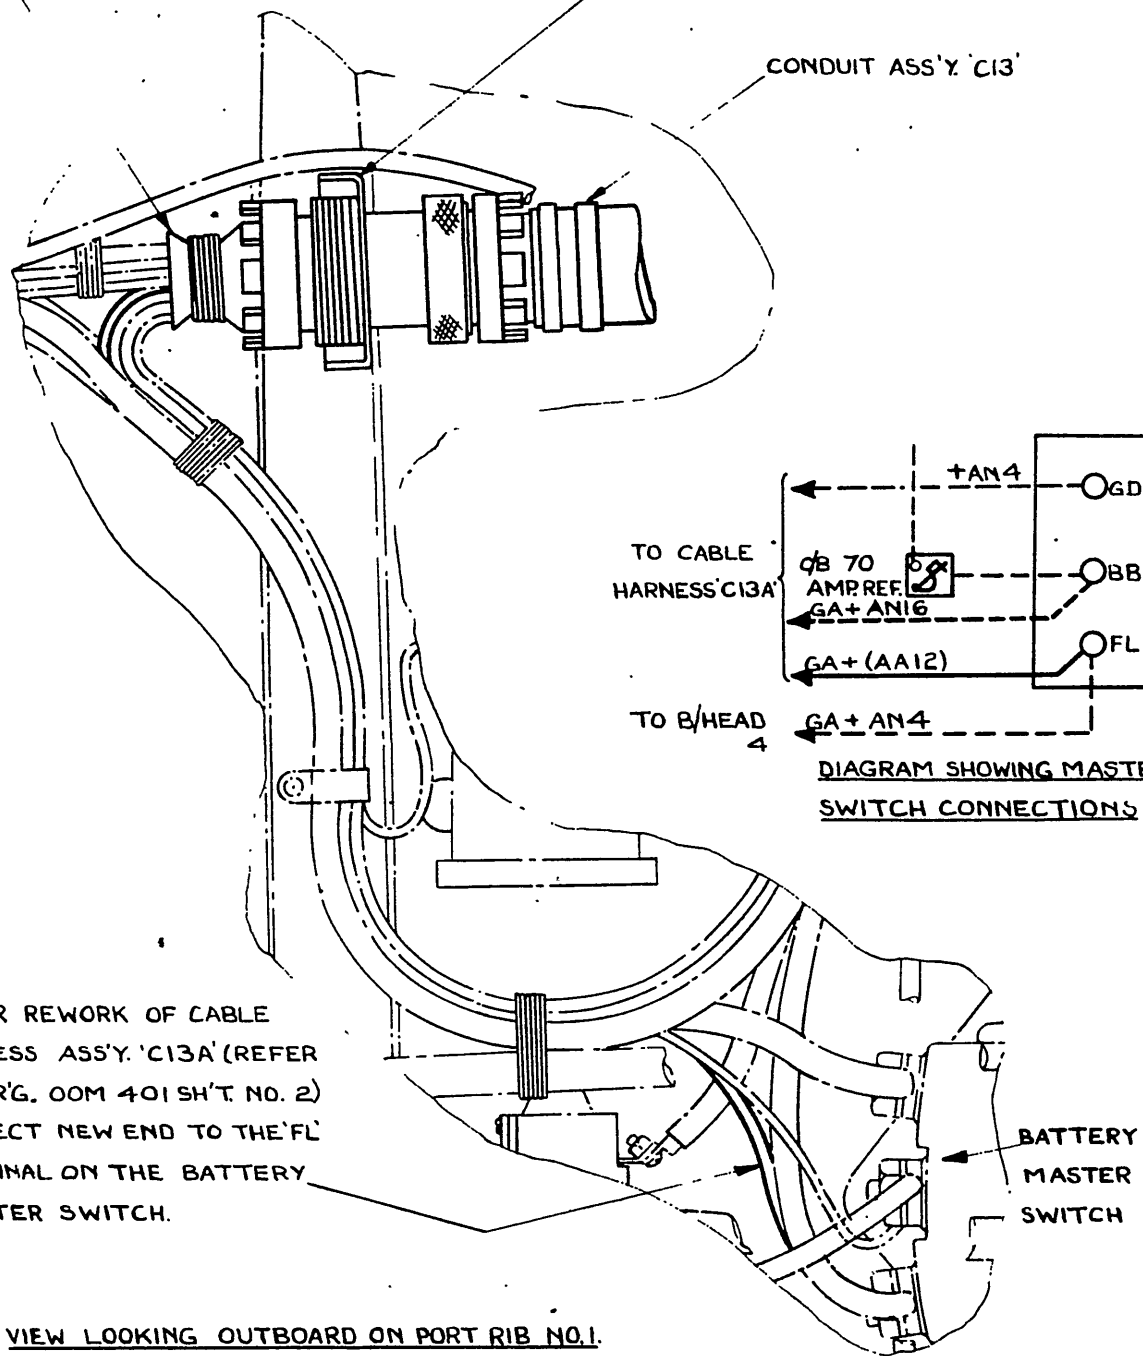 CONDUIT ASS'Y. 'C13'
+AN4
GD
TO CABLE
HARNESS 'C13A'
C/B 70
AMP. REF.
BB
GA+ AN16
FL
GA+ (AA12)
TO B/HEAD
4
GA+ AN4
DIAGRAM SHOWING MASTE
SWITCH CONNECTIONS
R REWORK OF CABLE
ESS ASS'Y. 'C13A' (REFER
R'G. OOM 401 SH'T. NO. 2)
ECT NEW END TO THE 'FL'
INAL ON THE BATTERY
TER SWITCH.
BATTERY
MASTER
SWITCH
VIEW LOOKING OUTBOARD ON PORT RIB NO.1.